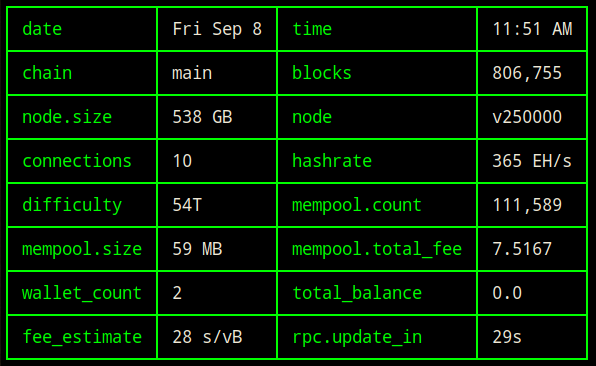 date Fri Sep 8 time 11:51 AM
chain main blocks 806,755
node.size 538 GB node v250000
connections 10 hashrate 365 EH/s
difficulty 54T mempool.count 111,589
mempool.size 59 MB mempool.total_fee 7.5167
wallet_count 2 total_balance 0.0
fee_estimate 28 s/vB rpc.update_in 29s